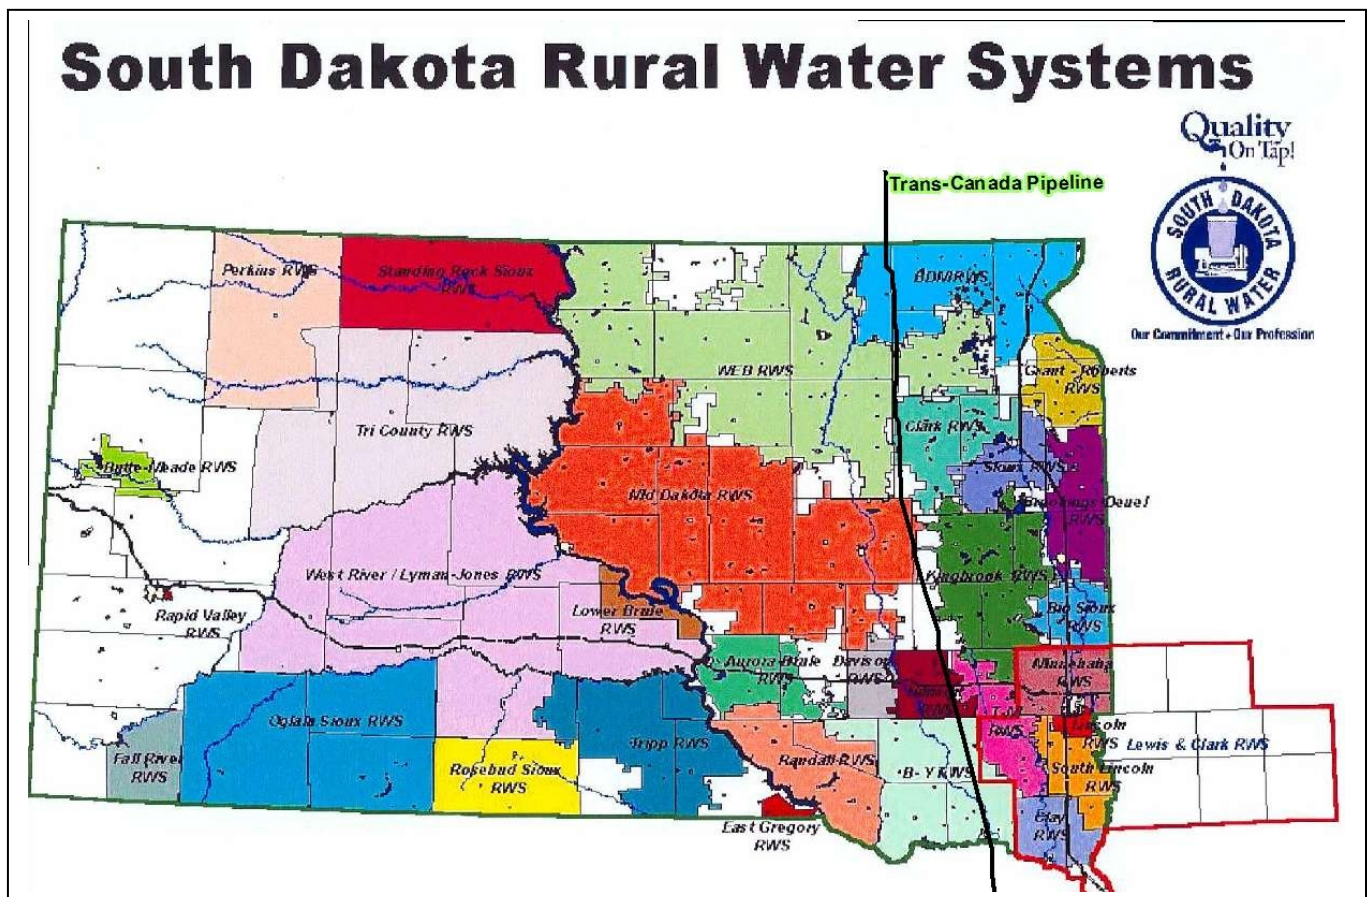 South Dakota Rural Water Systems
Quality
On Tap!
Trans-Canada Pipeline
SOUTH DAKOTA
RURAL WATER
Our Commitment • Our Profession
Perkins RWS
Standing Rock Sioux
RWS
BDMRWS
WEB RWS
Grant - Roberts
RWS
Tri County RWS
Clark RWS
Butte-Meade RWS
Sioux RWS
Mid Dakota RWS
Brookings Deuel
RWS
West River / Lyman-Jones RWS
Kingbrook RWS
Lower Brule
RWS
Big Sioux
RWS
Rapid Valley
RWS
Aurora-Brule
RWS
Davison
RWS
Hanson
RWS
Minnehaha
RWS
Oglala Sioux RWS
T-M
RWS
Lincoln
RWS
Lewis & Clark RWS
Tripp RWS
Fall River
RWS
Rosebud Sioux
RWS
Randall RWS
B-Y RWS
South Lincoln
RWS
East Gregory
RWS
Clay
RWS